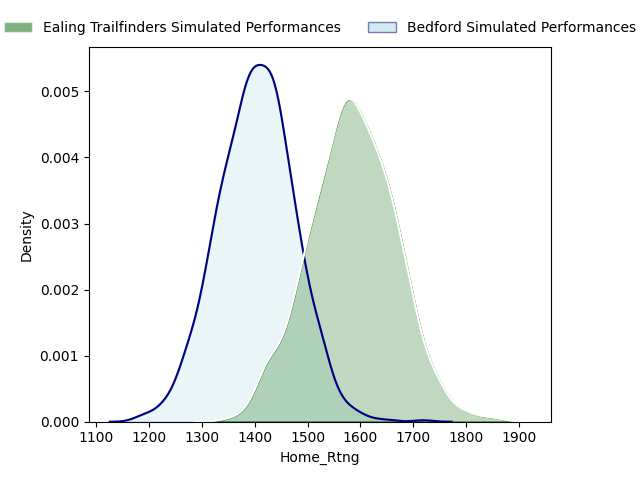 Ealing Trailfinders Simulated Performances Bedford Simulated Performances
0.005
0.004
0.003
0.002
0.001
0.000
Density
1100 1200 1300 1400 1500 1600 1700 1800 1900
Home_Rtng